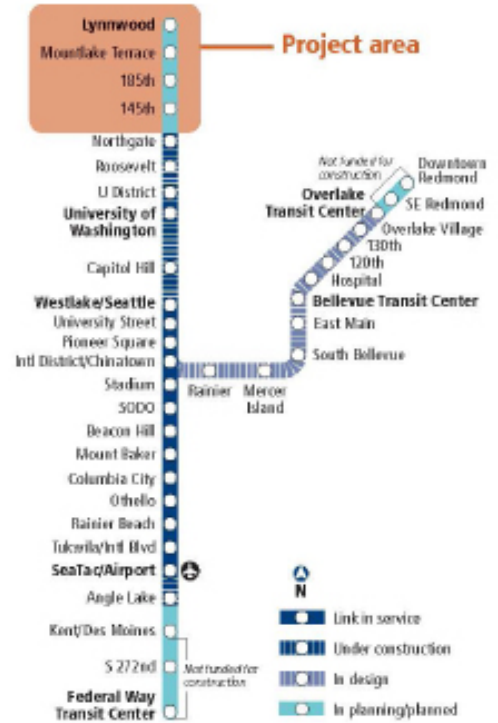 Lynnwood
Mountlake Terrace
185th
145th
Project area
Northgate
Roosevelt
U District
University of
Washington
Capitol Hill
Westlake/Seattle
University Street
Pioneer Square
Intl District/Chinatown
Stadium
SODO
Beacon Hill
Mount Baker
Columbia City
Othello
Rainier Beach
Tukwila/Intl Blvd
SeaTac/Airport
Angle Lake
Kent/Des Moines
S 272nd
Not funded for
construction
Federal Way
Transit Center
Not funded for
construction
Downtown
Redmond
SE Redmond
Overlake
Transit Center
Overlake Village
130th
120th
Hospital
Bellevue Transit Center
East Main
South Bellevue
Rainier
Mercer
Island
N
Link in service
Under construction
In design
In planning/planned